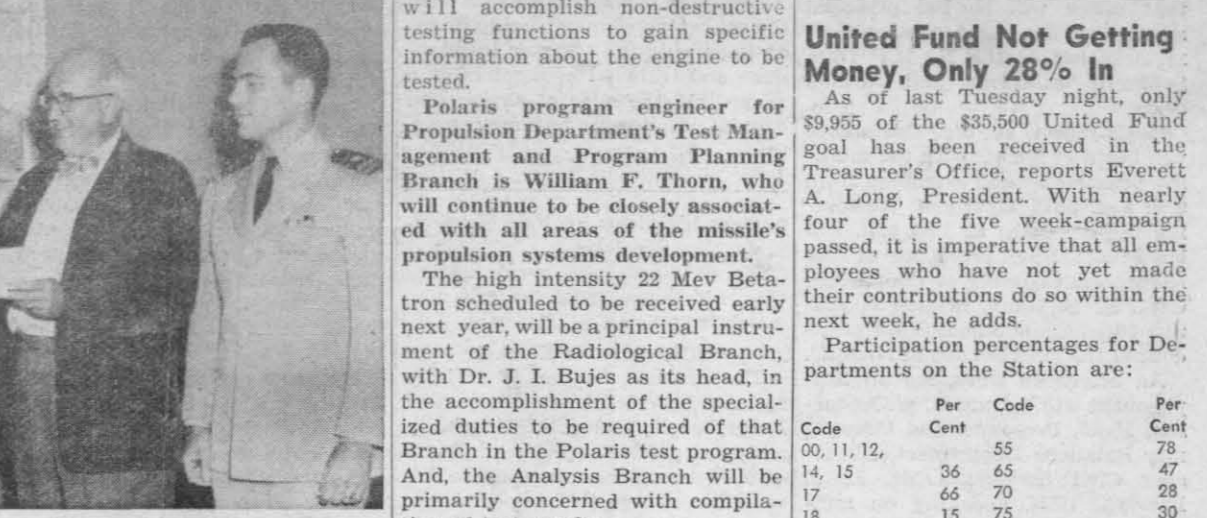 will accomplish non-destructive
testing functions to gain specific
information about the engine to be
tested.
Polaris program engineer for
Propulsion Department's Test Man-
agement and Program Planning
Branch is William F. Thorn, who
will continue to be closely associat-
ed with all areas of the missile's
propulsion systems development.
The high intensity 22 Mev Beta-
tron scheduled to be received early
next year, will be a principal instru-
ment of the Radiological Branch,
with Dr. J. I. Bujes as its head, in
the accomplishment of the special-
ized duties to be required of that
Branch in the Polaris test program.
And, the Analysis Branch will be
primarily concerned with compila-
United Fund Not Getting
Money, Only 28% In
As of last Tuesday night, only
$9,955 of the $35,500 United Fund
goal has been received in the
Treasurer's Office, reports Everett
A. Long, President. With nearly
four of the five week-campaign
passed, it is imperative that all em-
ployees who have not yet made
their contributions do so within the
next week, he adds.
Participation percentages for De-
partments on the Station are:
Per Code Per
Code Cent Cent
00, 11, 12, 55 78
14, 15 36 65 47
17 66 70 28
18 15 75 30